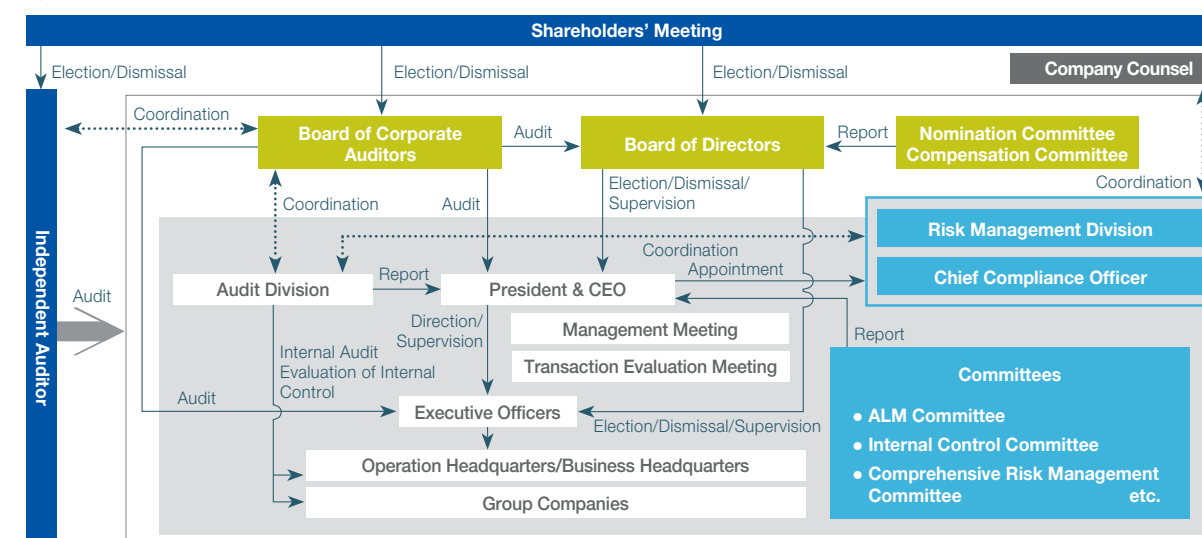 Shareholders’ Meeting
Election/Dismissal
Election/Dismissal
Election/Dismissal
Company Counsel
Coordination
Board of Corporate
Auditors
Audit
Board of Directors
Report
Nomination Committee
Compensation Committee
Coordination
Election/Dismissal/
Supervision
Coordination
Audit
Risk Management Division
Coordination
Appointment
Chief Compliance Officer
Independent Auditor
Audit
Audit Division
Report
President & CEO
Direction/
Supervision
Management Meeting
Transaction Evaluation Meeting
Report
Internal Audit
Evaluation of Internal
Control
Audit
Executive Officers
Election/Dismissal/Supervision
Operation Headquarters/Business Headquarters
Group Companies
Committees
● ALM Committee
● Internal Control Committee
● Comprehensive Risk Management
Committee etc.